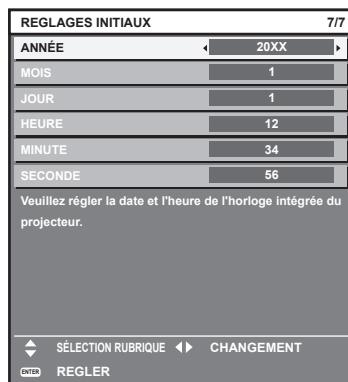 REGLAGES INITIAUX 7/7
ANNÉE 20XX
MOIS 1
JOUR 1
HEURE 12
MINUTE 34
SECONDE 56
Veuillez régler la date et l'heure de l'horloge intégrée du
projecteur.
SÉLECTION RUBRIQUE CHANGEMENT
ENTER REGLER